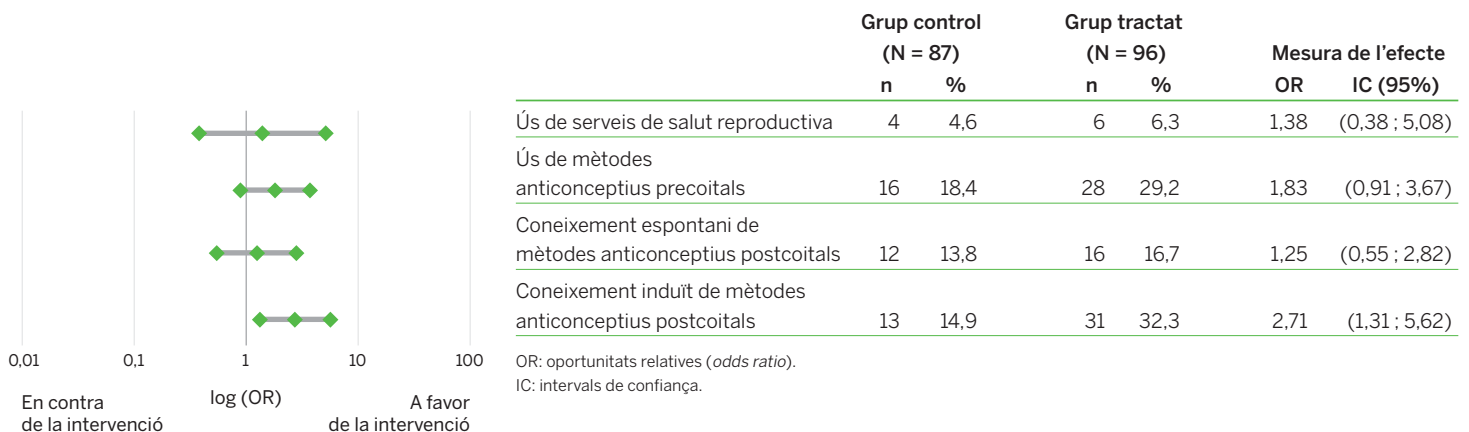 Grup control Grup tractat
(N = 87) (N = 96) Mesura de l’efecte
n % n % OR IC (95%)
Ús de serveis de salut reproductiva 4 4,6 6 6,3 1,38 (0,38 ; 5,08)
Ús de mètodes
anticonceptius precoitals 16 18,4 28 29,2 1,83 (0,91 ; 3,67)
Coneixement espontani de
mètodes anticonceptius postcoitals 12 13,8 16 16,7 1,25 (0,55 ; 2,82)
Coneixement induït de mètodes
anticonceptius postcoitals 13 14,9 31 32,3 2,71 (1,31 ; 5,62)
OR: oportunitats relatives (odds ratio).
IC: intervals de confiança.
0,01 0,1 1 10 100
log (OR)
En contra
de la intervenció
A favor
de la intervenció